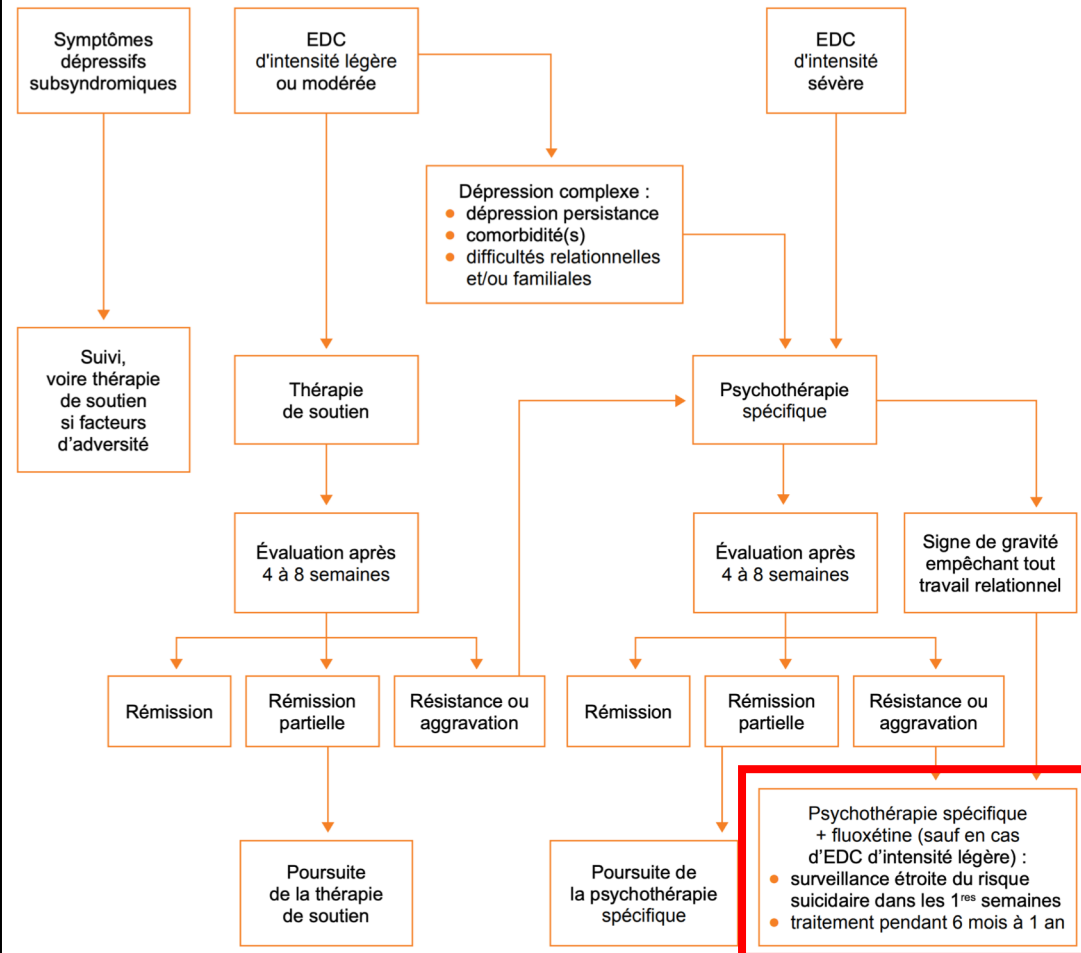 Symptômes
dépressifs
subsyndromiques
EDC
d'intensité légère
ou modérée
EDC
d'intensité
sévère
Dépression complexe :
● dépression persistance
● comorbidité(s)
● difficultés relationnelles
et/ou familiales
Suivi,
voire thérapie
de soutien
si facteurs
d’adversité
Thérapie
de soutien
Psychothérapie
spécifique
Évaluation après
4 à 8 semaines
Évaluation après
4 à 8 semaines
Signe de gravité
empêchant tout
travail relationnel
Rémission
Rémission
partielle
Résistance ou
aggravation
Rémission
Rémission
partielle
Résistance ou
aggravation
Poursuite
de la thérapie
de soutien
Poursuite de
la psychothérapie
spécifique
Psychothérapie spécifique
+ fluoxétine (sauf en cas
d’EDC d’intensité légère) :
● surveillance étroite du risque
suicidaire dans les 1res semaines
● traitement pendant 6 mois à 1 an